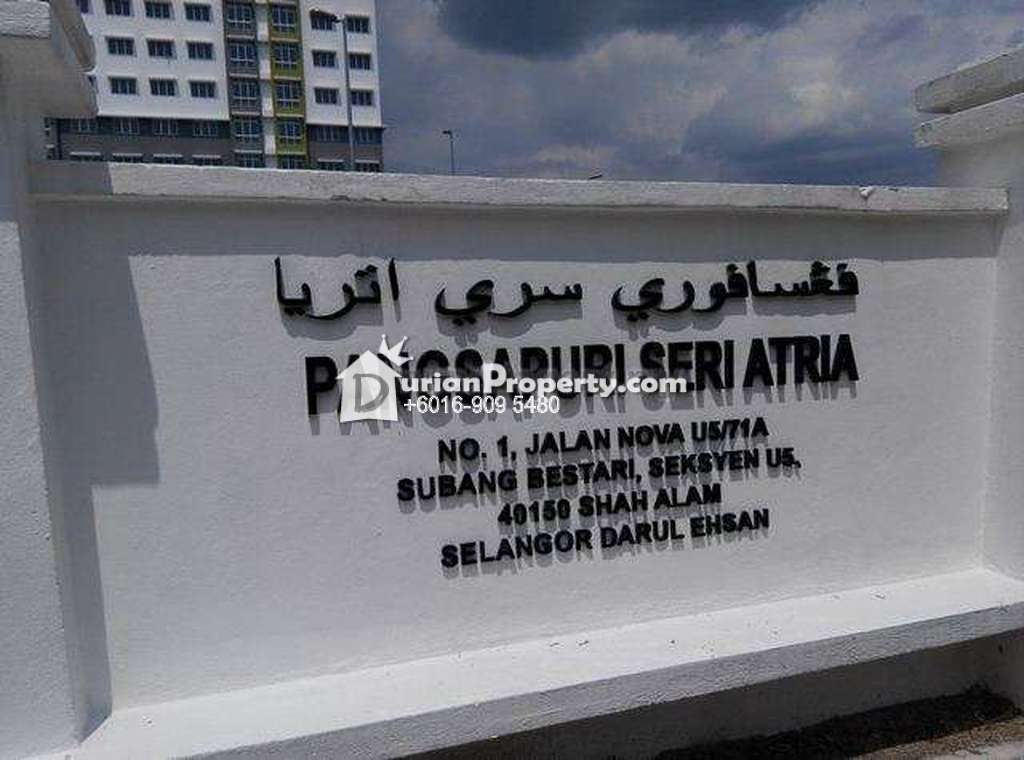 ڤڠساڤوري سري اتريا
PANGSAPURI SERI ATRIA
DurianProperty.com
+6016-909 5480
NO. 1, JALAN NOVA U5/71A
SUBANG BESTARI, SEKSYEN U5,
40150 SHAH ALAM
SELANGOR DARUL EHSAN